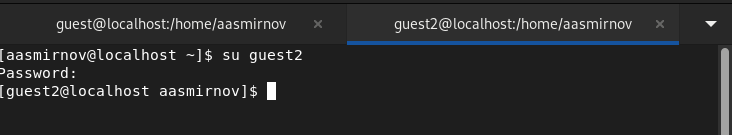 guest@localhost:/home/aasmirnov × guest2@localhost:/home/aasmirnov ×
[aasmirnov@localhost ~]$ su guest2
Password:
[guest2@localhost aasmirnov]$